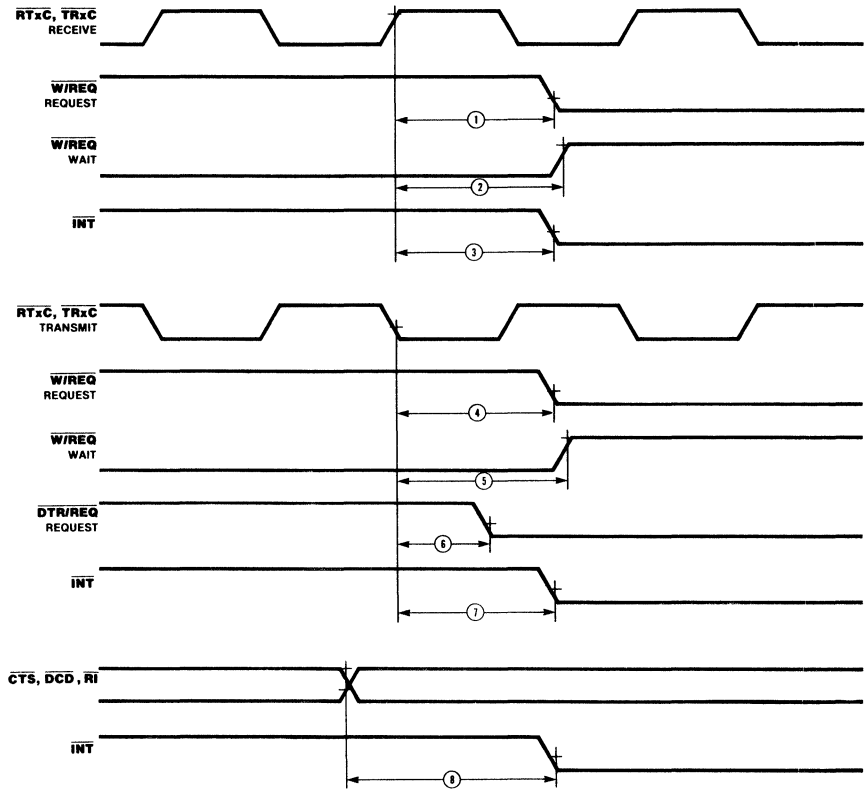 RTxC, TRxC
RECEIVE
W/REQ
REQUEST
1
W/REQ
WAIT
2
INT
3
RTxC, TRxC
TRANSMIT
W/REQ
REQUEST
4
W/REQ
WAIT
5
DTR/REQ
REQUEST
6
INT
7
CTS, DCD, RI
INT
8